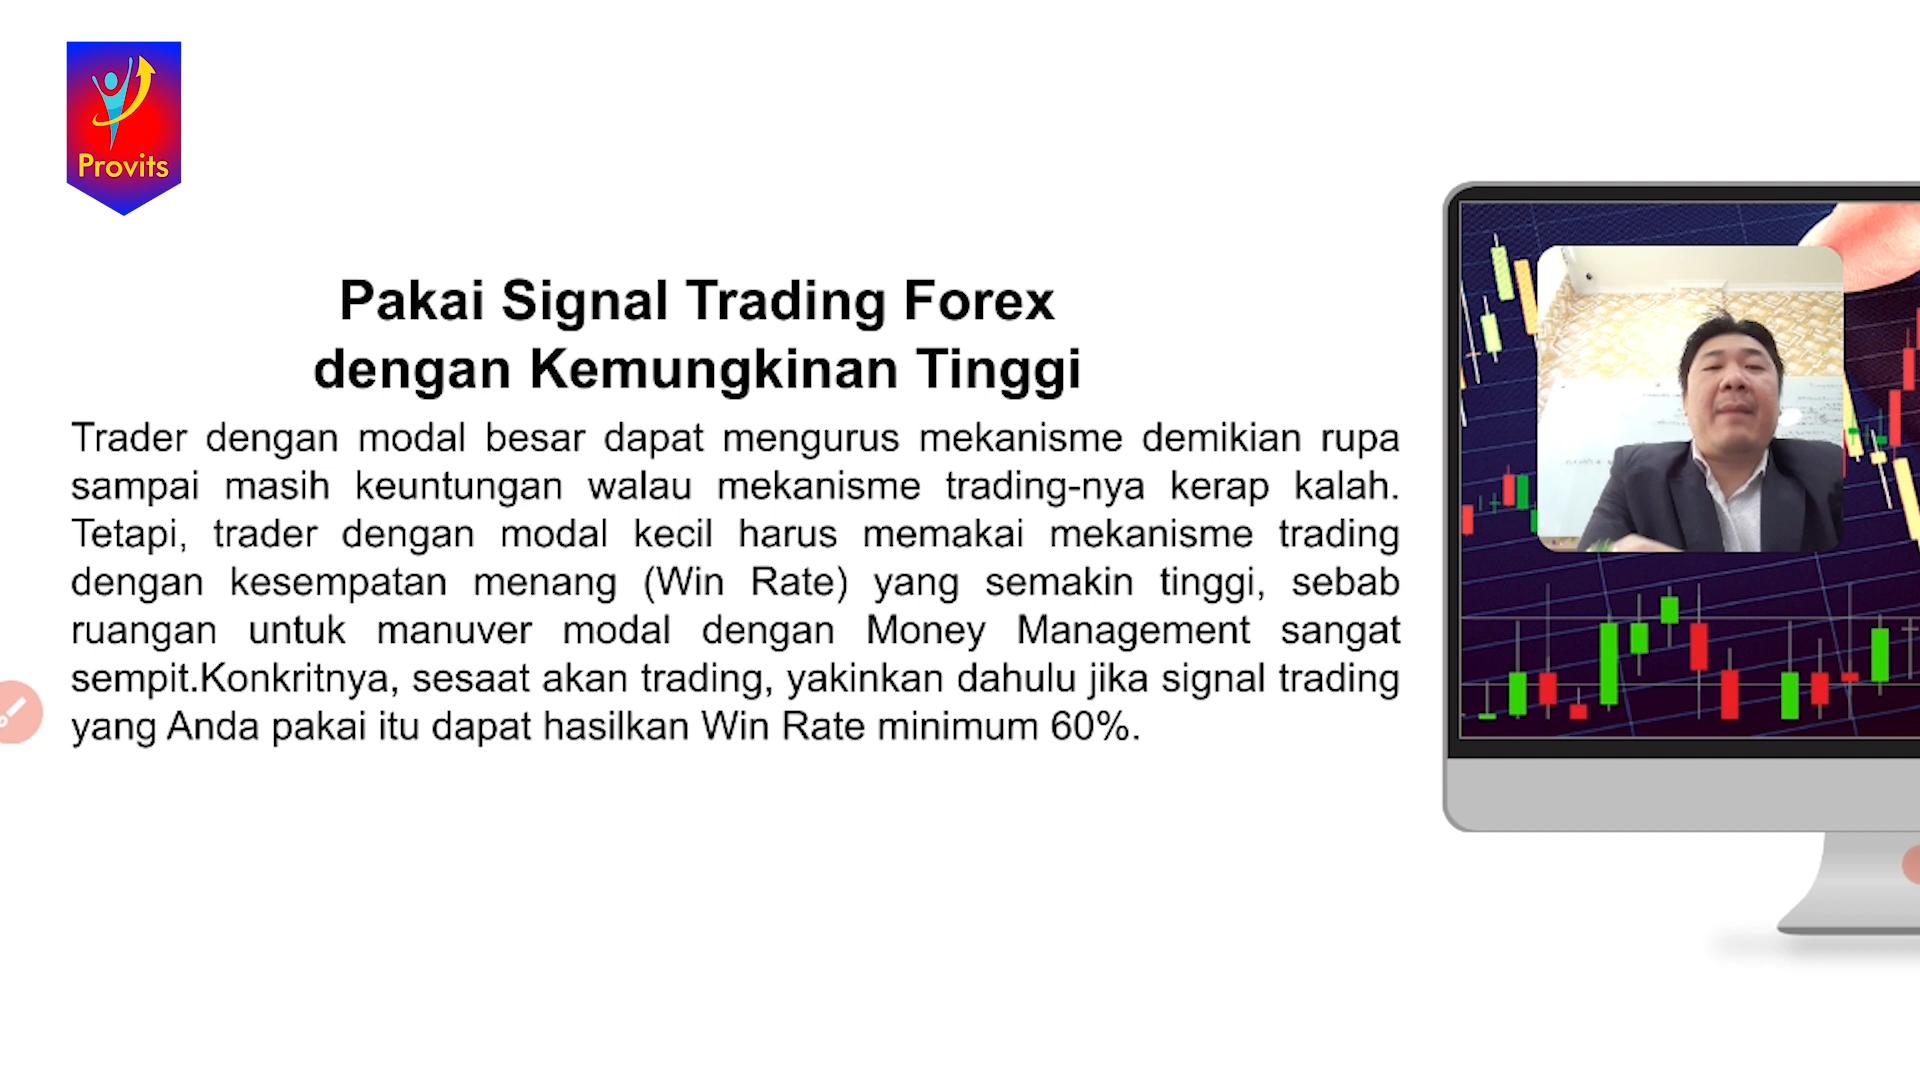 Provits
Pakai Signal Trading Forex
dengan Kemungkinan Tinggi
Trader dengan modal besar dapat mengurus mekanisme demikian rupa
sampai masih keuntungan walau mekanisme trading-nya kerap kalah.
Tetapi, trader dengan modal kecil harus memakai mekanisme trading
dengan kesempatan menang (Win Rate) yang semakin tinggi, sebab
ruangan untuk manuver modal dengan Money Management sangat
sempit.Konkritnya, sesaat akan trading, yakinkan dahulu jika signal trading
yang Anda pakai itu dapat hasilkan Win Rate minimum 60%.